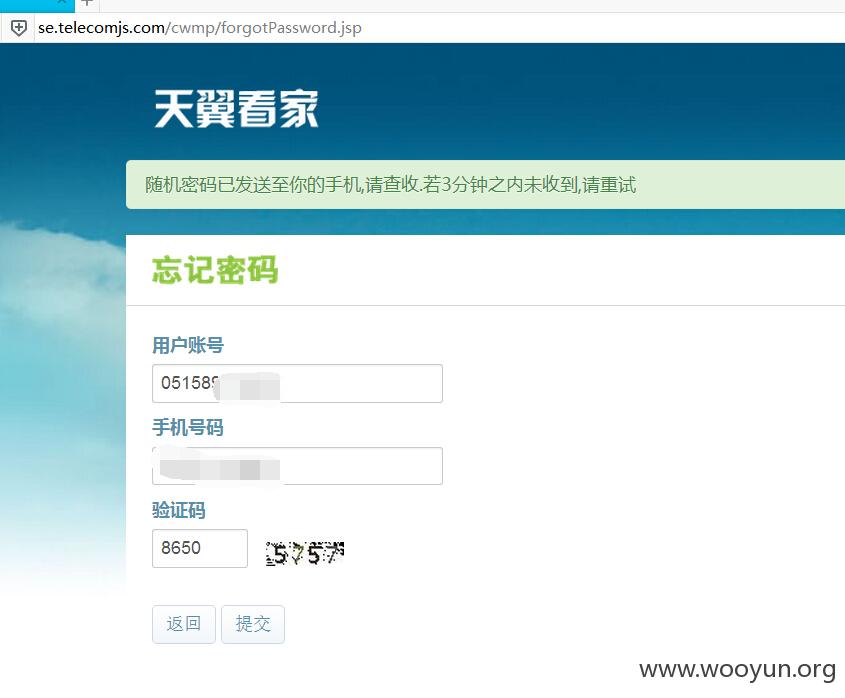 se.telecomjs.com/cwmp/forgotPassword.jsp
天翼看家
随机密码已发送至你的手机,请查收.若3分钟之内未收到,请重试
忘记密码
用户账号
051589
手机号码
验证码
8650 5757
返回 提交
www.wooyun.org